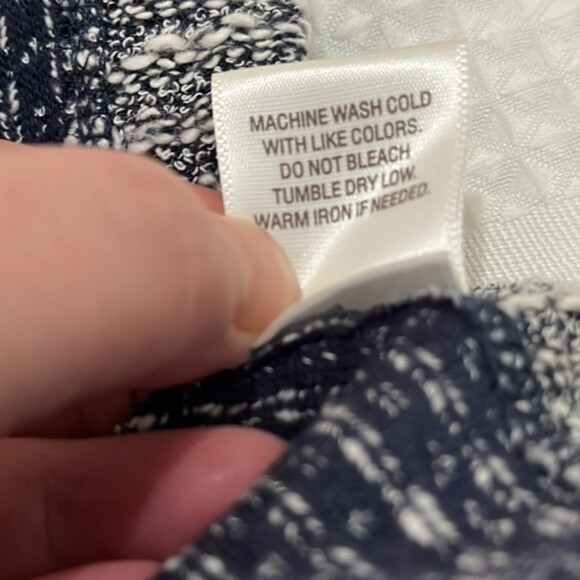 MACHINE WASH COLD
WITH LIKE COLORS.
DO NOT BLEACH
TUMBLE DRY LOW.
WARM IRON IF NEEDED.